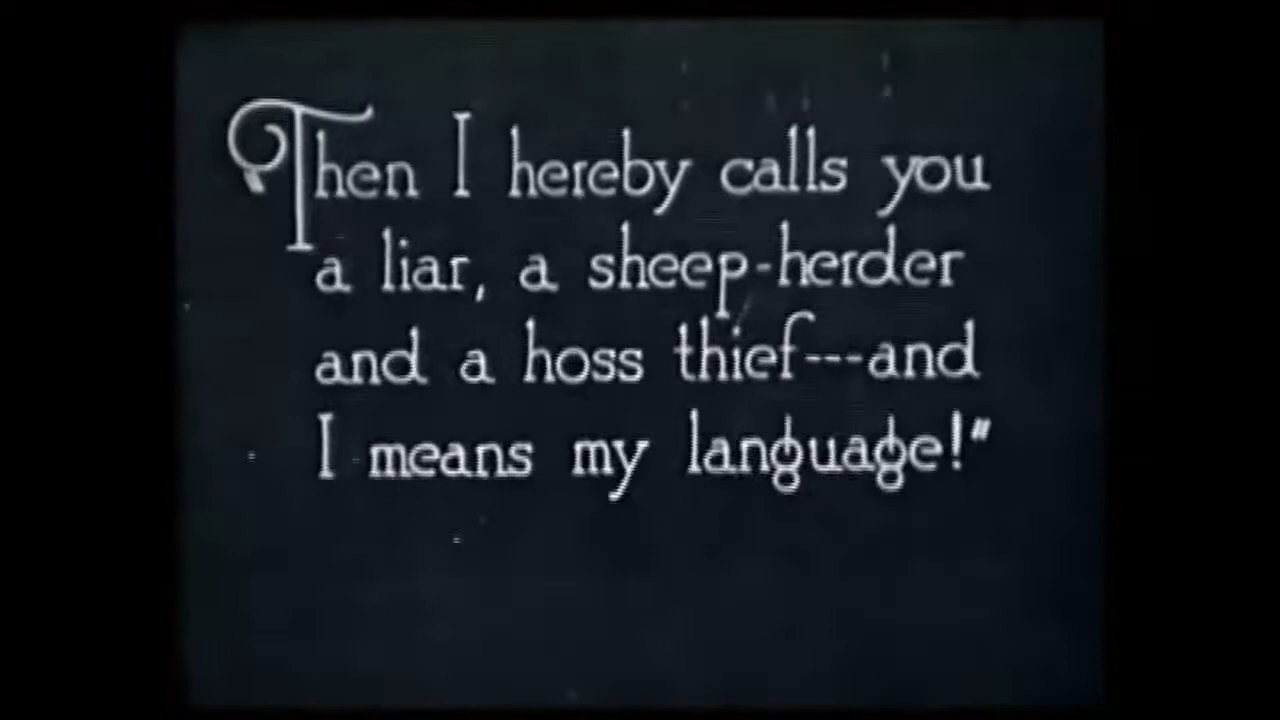 Then I hereby calls you
a liar, a sheep-herder
and a hoss thief---and
I means my language!"